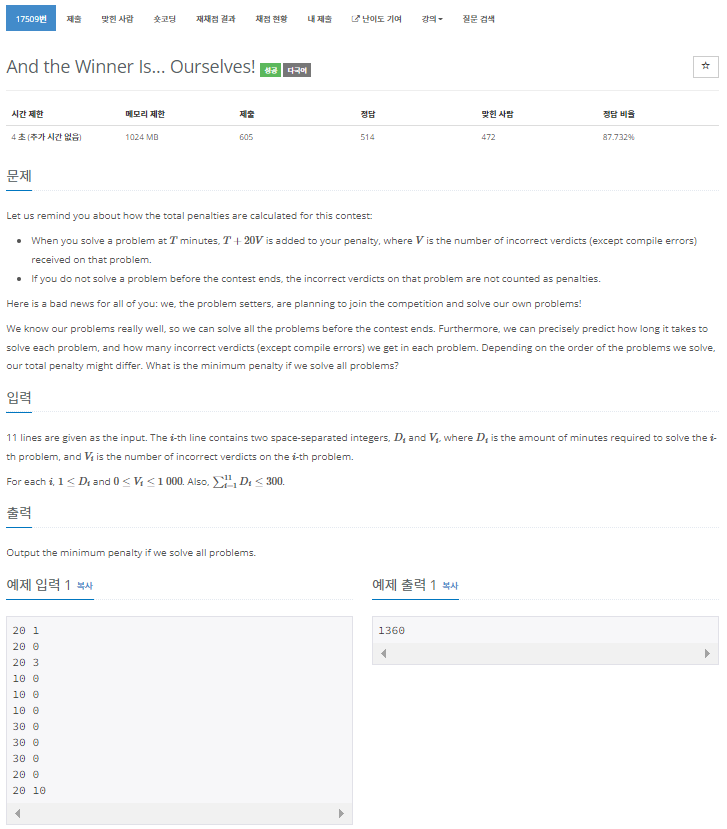 17509번 제출 맞힌 사람 숏코딩 재채점 결과 채점 현황 내 제출 난이도 기여 강의 질문 검색
And the Winner Is... Ourselves! 성공 다국어
☆
시간 제한 메모리 제한 제출 정답 맞힌 사람 정답 비율
4 초 (추가 시간 없음) 1024 MB 605 514 472 87.732%
문제
Let us remind you about how the total penalties are calculated for this contest:
• When you solve a problem at T minutes, T + 20V is added to your penalty, where V is the number of incorrect verdicts (except compile errors)
received on that problem.
• If you do not solve a problem before the contest ends, the incorrect verdicts on that problem are not counted as penalties.
Here is a bad news for all of you: we, the problem setters, are planning to join the competition and solve our own problems!
We know our problems really well, so we can solve all the problems before the contest ends. Furthermore, we can precisely predict how long it takes to
solve each problem, and how many incorrect verdicts (except compile errors) we get in each problem. Depending on the order of the problems we solve,
our total penalty might differ. What is the minimum penalty if we solve all problems?
입력
11 lines are given as the input. The i-th line contains two space-separated integers, Dᵢ and Vᵢ, where Dᵢ is the amount of minutes required to solve the i-
th problem, and Vᵢ is the number of incorrect verdicts on the i-th problem.
For each i, 1 ≤ Dᵢ and 0 ≤ Vᵢ ≤ 1 000. Also, ∑¹¹ᵢ₌₁ Dᵢ ≤ 300.
출력
Output the minimum penalty if we solve all problems.
예제 입력 1 복사
20 1
20 0
20 3
10 0
10 0
10 0
30 0
30 0
30 0
20 0
20 10
예제 출력 1 복사
1360